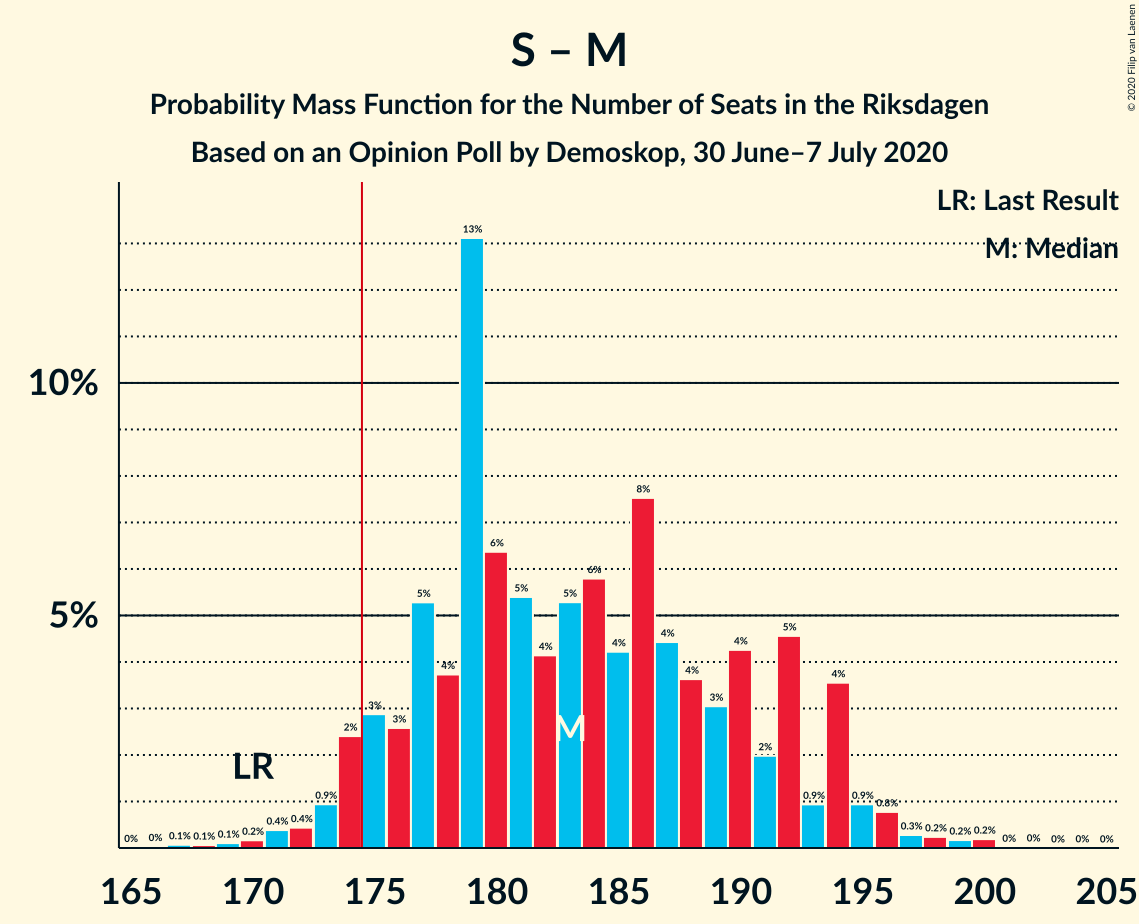 S – M
Probability Mass Function for the Number of Seats in the Riksdagen
Based on an Opinion Poll by Demoskop, 30 June–7 July 2020
© 2020 Filip van Laenen
LR: Last Result
M: Median
10%
5%
0% 0% 0.1% 0.1% 0.1% 0.2% 0.4% 0.4% 0.9% 2% 3% 3% 5% 4% 13% 6% 5% 4% 5% 6% 4% 8% 4% 4% 3% 4% 2% 5% 0.9% 4% 0.9% 0.8% 0.3% 0.2% 0.2% 0.2% 0% 0% 0% 0% 0%
LR
M
165 170 175 180 185 190 195 200 205